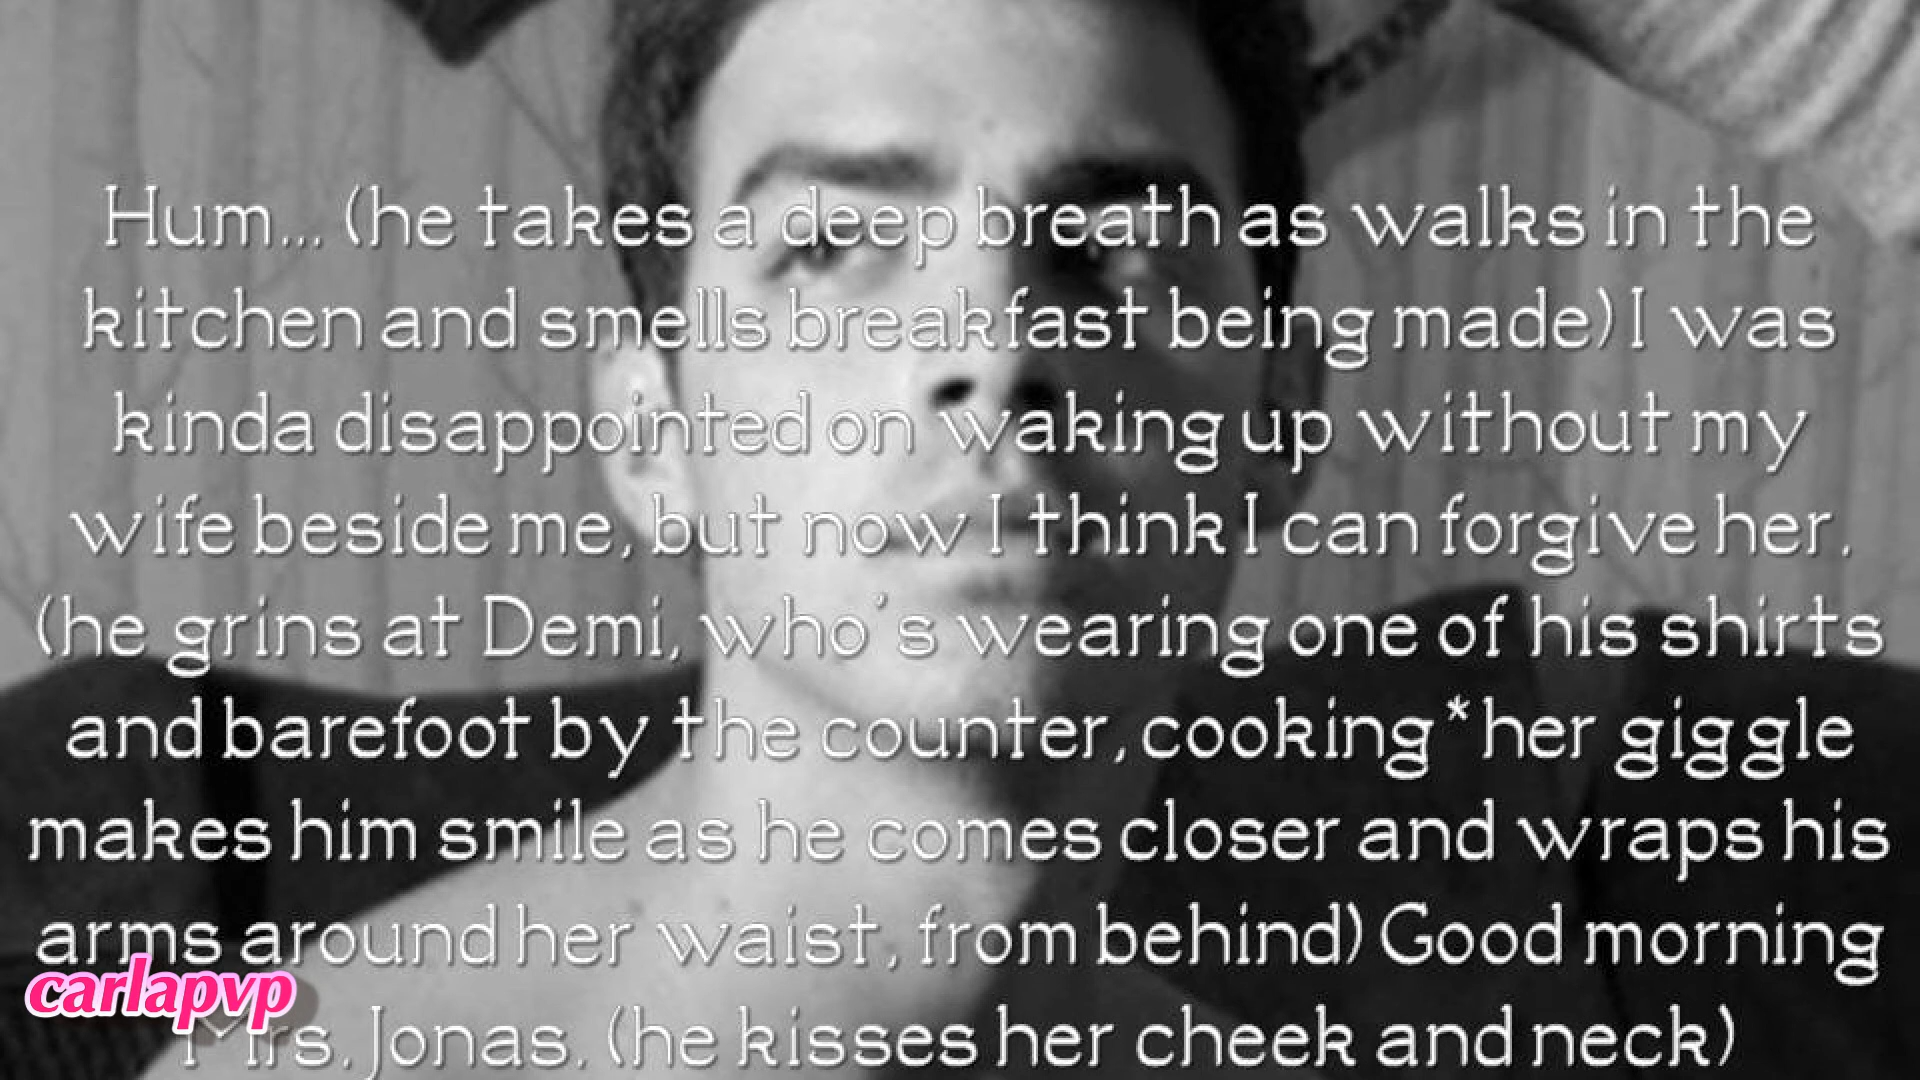 Hum... (he takes a deep breath as walks in the
kitchen and smells breakfast being made) I was
kinda disappointed on waking up without my
wife beside me, but now I think I can forgive her.
(he grins at Demi, who's wearing one of his shirts
and barefoot by the counter, cooking*her giggle
makes him smile as he comes closer and wraps his
arms around her waist, from behind) Good morning
carlapvp
Mrs. Jonas. (he kisses her cheek and neck)